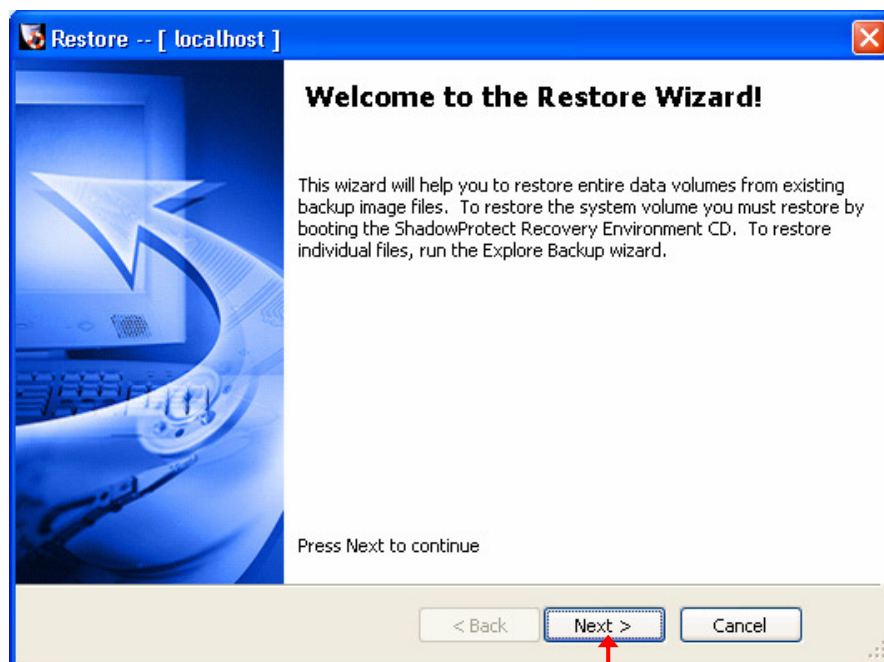 Restore -- [ localhost ]
Welcome to the Restore Wizard!
This wizard will help you to restore entire data volumes from existing
backup image files.  To restore the system volume you must restore by
booting the ShadowProtect Recovery Environment CD.  To restore
individual files, run the Explore Backup wizard.
Press Next to continue
< Back
Next >
Cancel